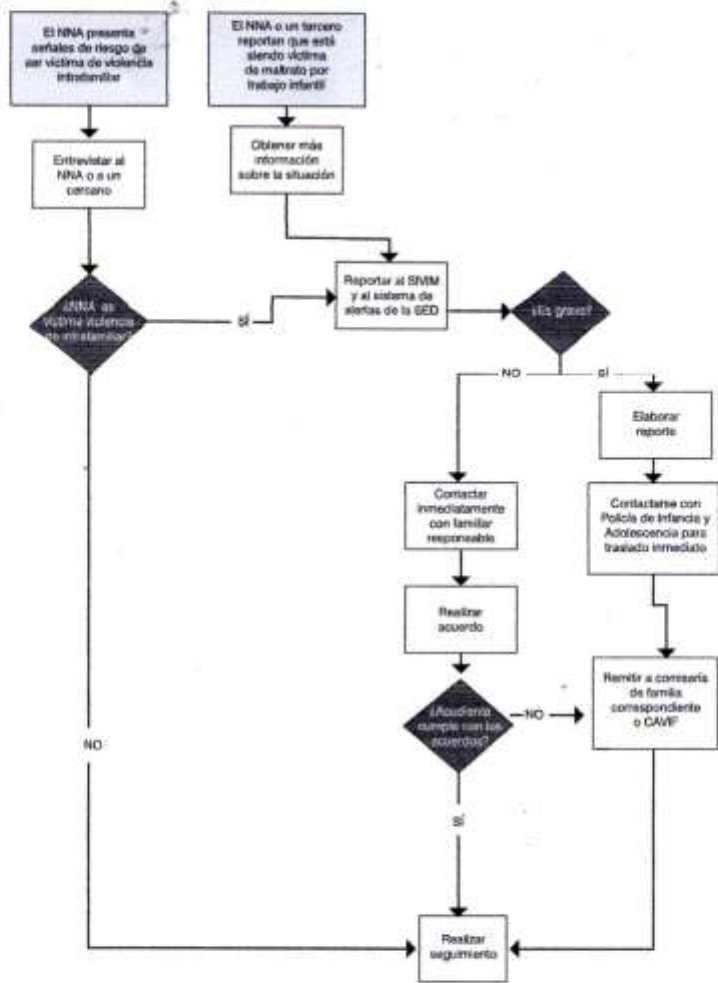 El NNA presenta
señales de riesgo de
ser víctima de violencia
intrafamiliar
El NNA o un tercero
reportan que está
siendo víctima
de maltrato por
trabajo infantil
Entrevistar al
NNA o a un
cercano
Obtener más
información
sobre la situación
¿NNA es
víctima violencia
intrafamiliar?
SÍ
Reportar al SIVIM
y al sistema de
alertas de la SED
¿Es grave?
NO
sí
Elaborar
reporte
Contactar
inmediatamente
con familiar
responsable
Contactarse con
Policía de Infancia y
Adolescencia para
traslado inmediato
Realizar
acuerdo
¿Acudiente
cumple con los
acuerdos?
NO
Remitir a comisaría
de familia
correspondiente
o CAVIF
NO
SÍ
Realizar
seguimiento